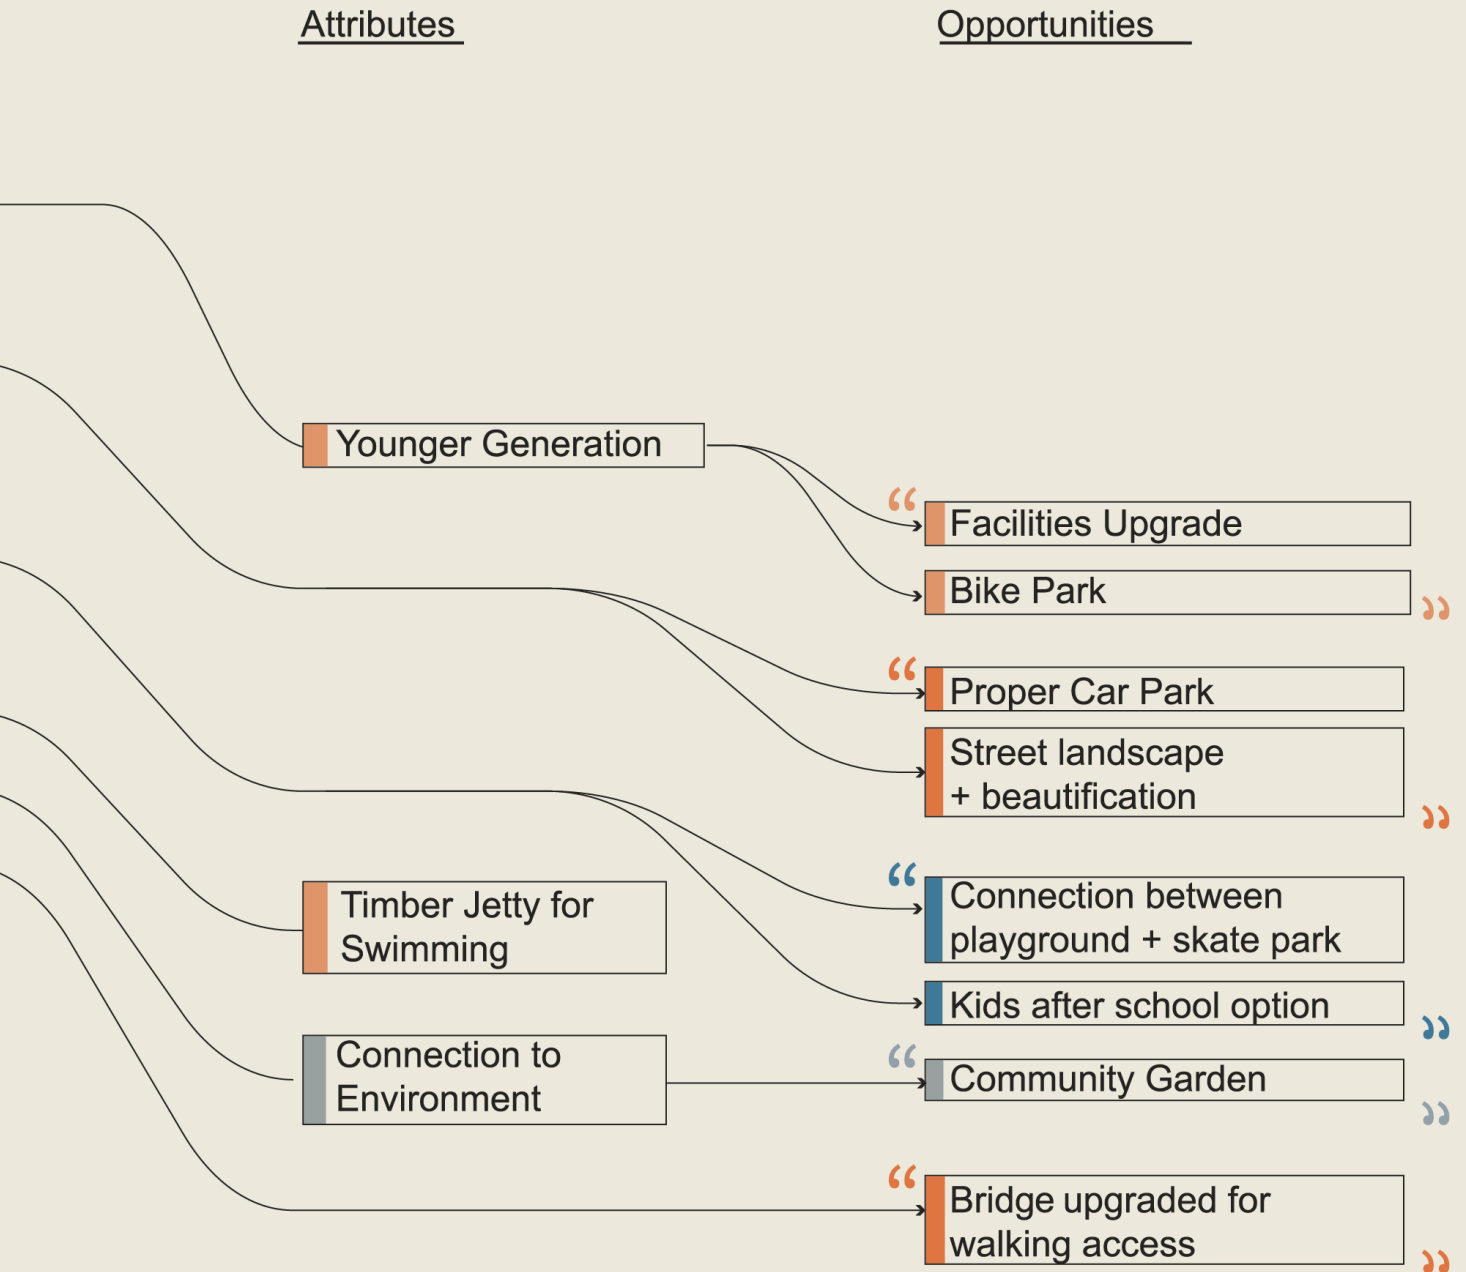 Attributes
Opportunities
Younger Generation
Facilities Upgrade
Bike Park
Proper Car Park
Street landscape
+ beautification
Timber Jetty for
Swimming
Connection between
playground + skate park
Kids after school option
Connection to
Environment
Community Garden
Bridge upgraded for
walking access